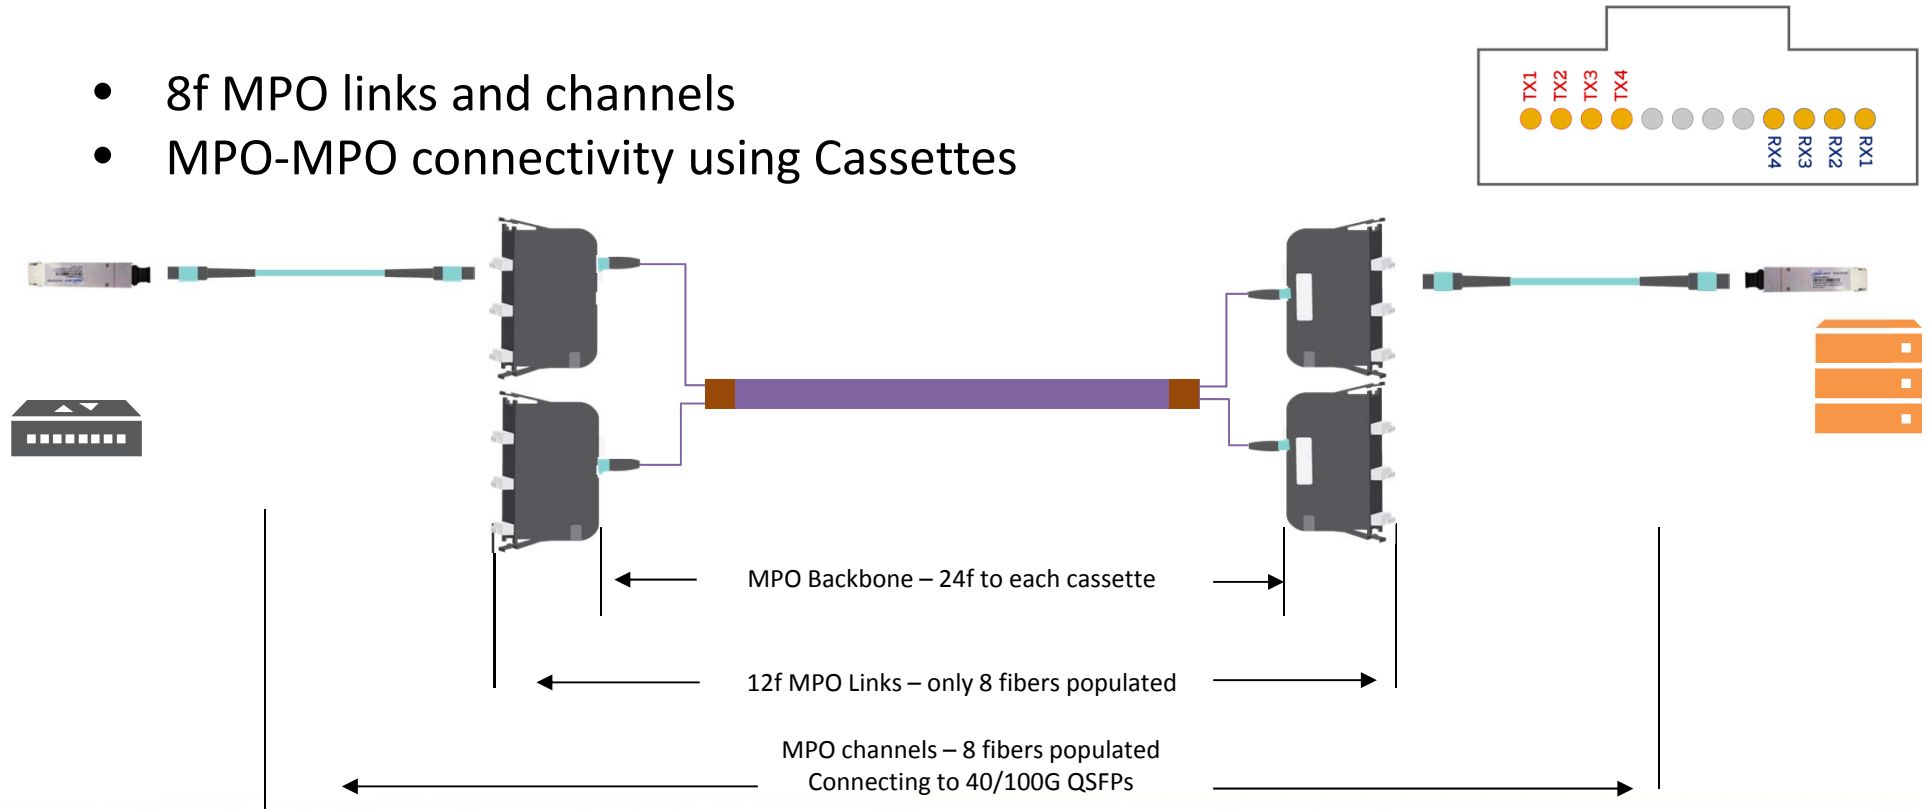 • 8f MPO links and channels
• MPO-MPO connectivity using Cassettes
TX1 TX2 TX3 TX4
RX4 RX3 RX2 RX1
MPO Backbone – 24f to each cassette
12f MPO Links – only 8 fibers populated
MPO channels – 8 fibers populated
Connecting to 40/100G QSFPs